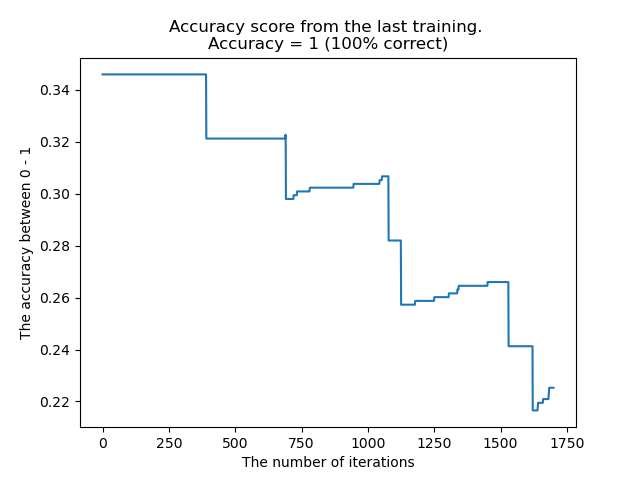 Accuracy score from the last training.
Accuracy = 1 (100% correct)
The accuracy between 0 - 1
0.34
0.32
0.30
0.28
0.26
0.24
0.22
0 250 500 750 1000 1250 1500 1750
The number of iterations